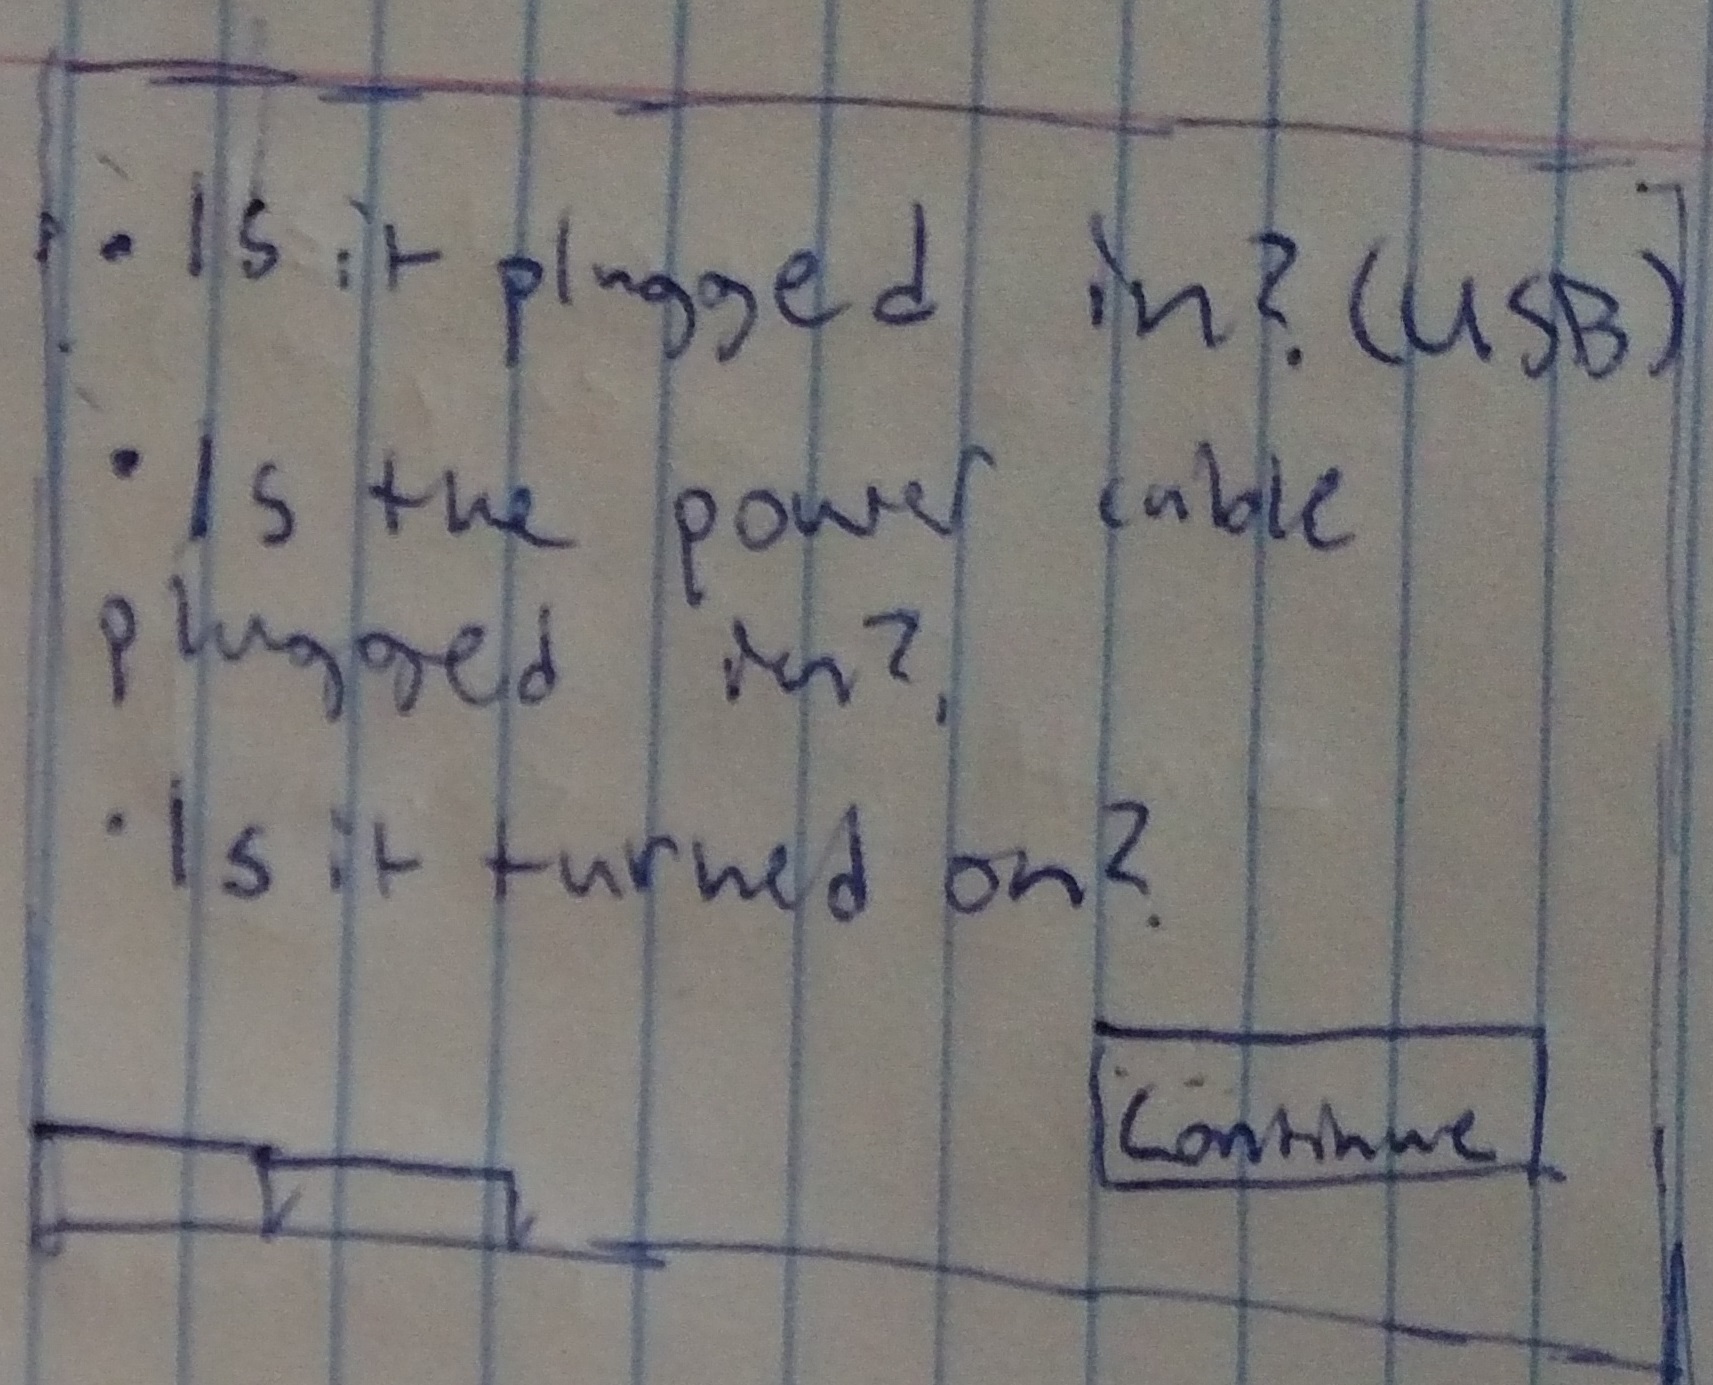 • Is it plugged in? (USB)
• Is the power cable
plugged in?
• Is it turned on?
Continue